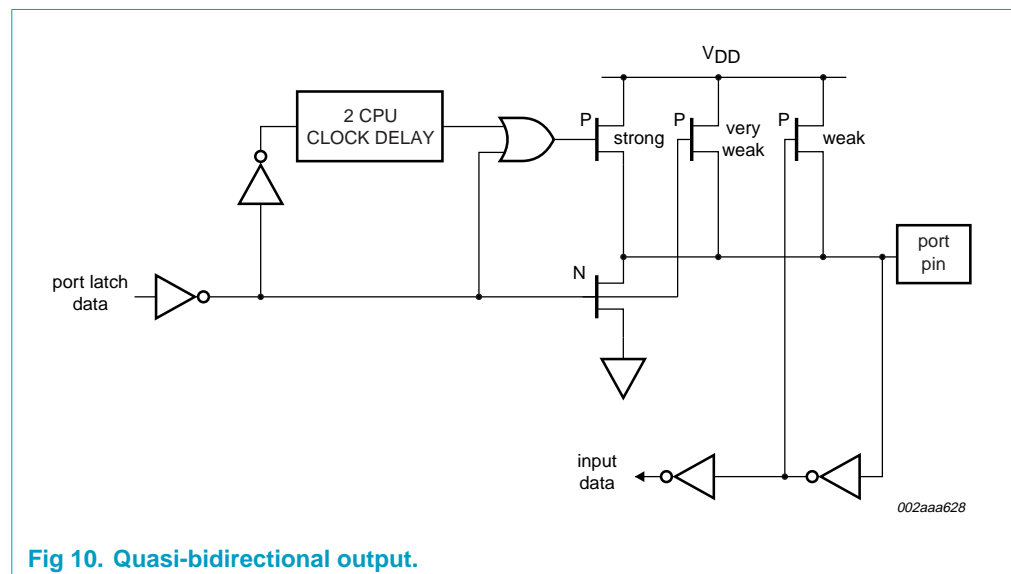 VDD
2 CPU
CLOCK DELAY
P
strong
P
very
weak
P
weak
port
pin
port latch
data
N
input
data
002aaa628
Fig 10. Quasi-bidirectional output.